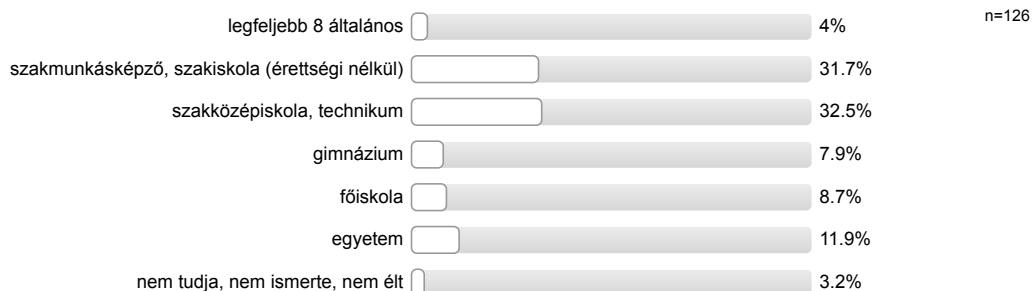 legfeljebb 8 általános 4% n=126
szakmunkásképző, szakiskola (érettségi nélkül) 31.7%
szakközépiskola, technikum 32.5%
gimnázium 7.9%
főiskola 8.7%
egyetem 11.9%
nem tudja, nem ismerte, nem élt 3.2%